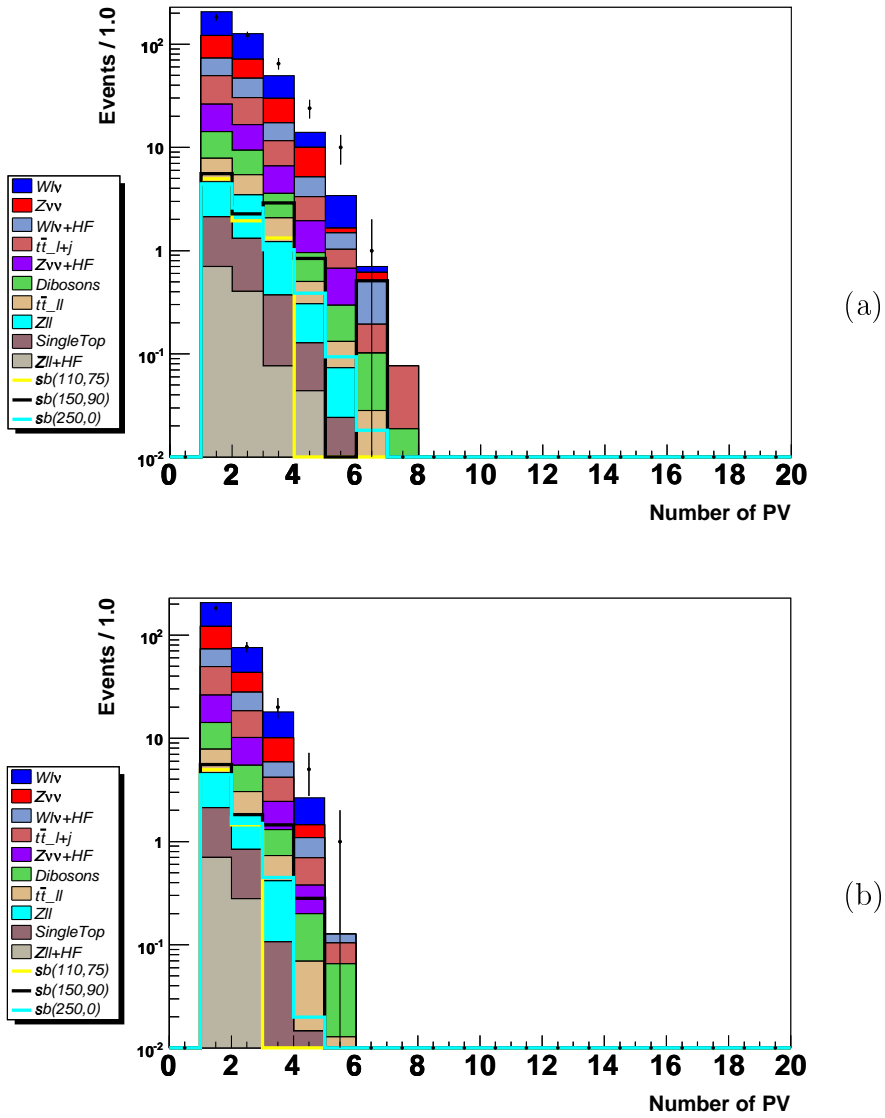 Events / 1.0
10²
10
1
10⁻¹
10⁻²
0 2 4 6 8 10 12 14 16 18 20
Number of PV
Wlν
Zνν
Wlν+HF
tt̄_l+j
Zνν+HF
Dibosons
tt̄_ll
Zll
SingleTop
Zll+HF
sb(110,75)
sb(150,90)
sb(250,0)
(a)
Events / 1.0
10²
10
1
10⁻¹
10⁻²
0 2 4 6 8 10 12 14 16 18 20
Number of PV
Wlν
Zνν
Wlν+HF
tt̄_l+j
Zνν+HF
Dibosons
tt̄_ll
Zll
SingleTop
Zll+HF
sb(110,75)
sb(150,90)
sb(250,0)
(b)